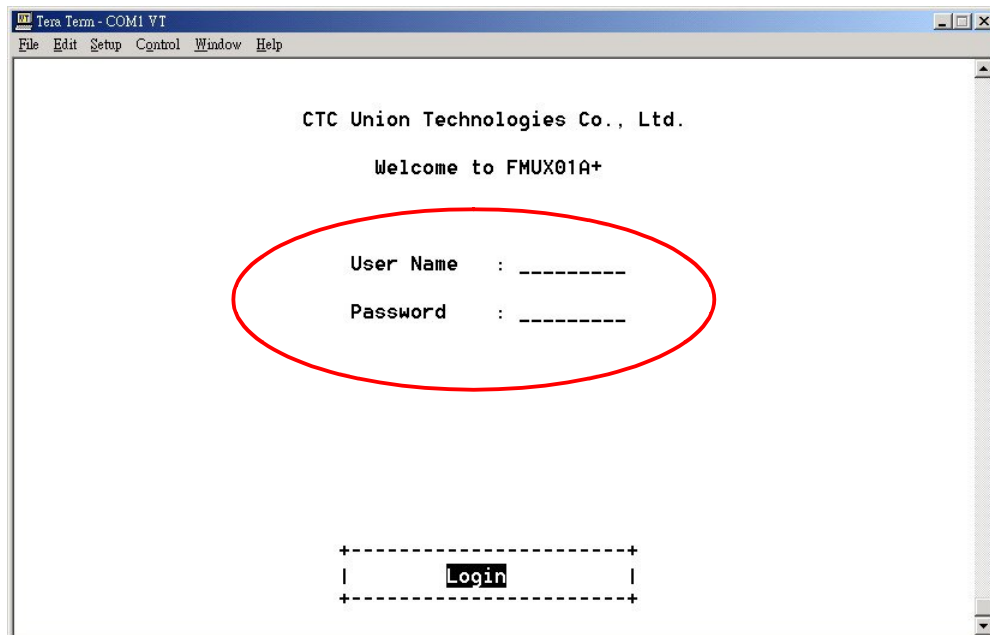 Tera Term - COM1 VT
File Edit Setup Control Window Help
CTC Union Technologies Co., Ltd.
Welcome to FMUX01A+
User Name : _________
Password : _________
+-----------------------+
| Login |
+-----------------------+